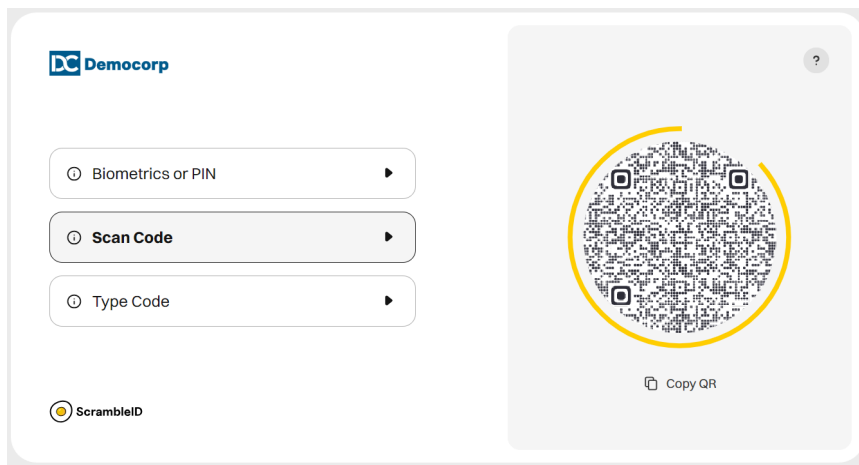 DC Democorp
Biometrics or PIN
Scan Code
Type Code
ScrambleID
?
Copy QR